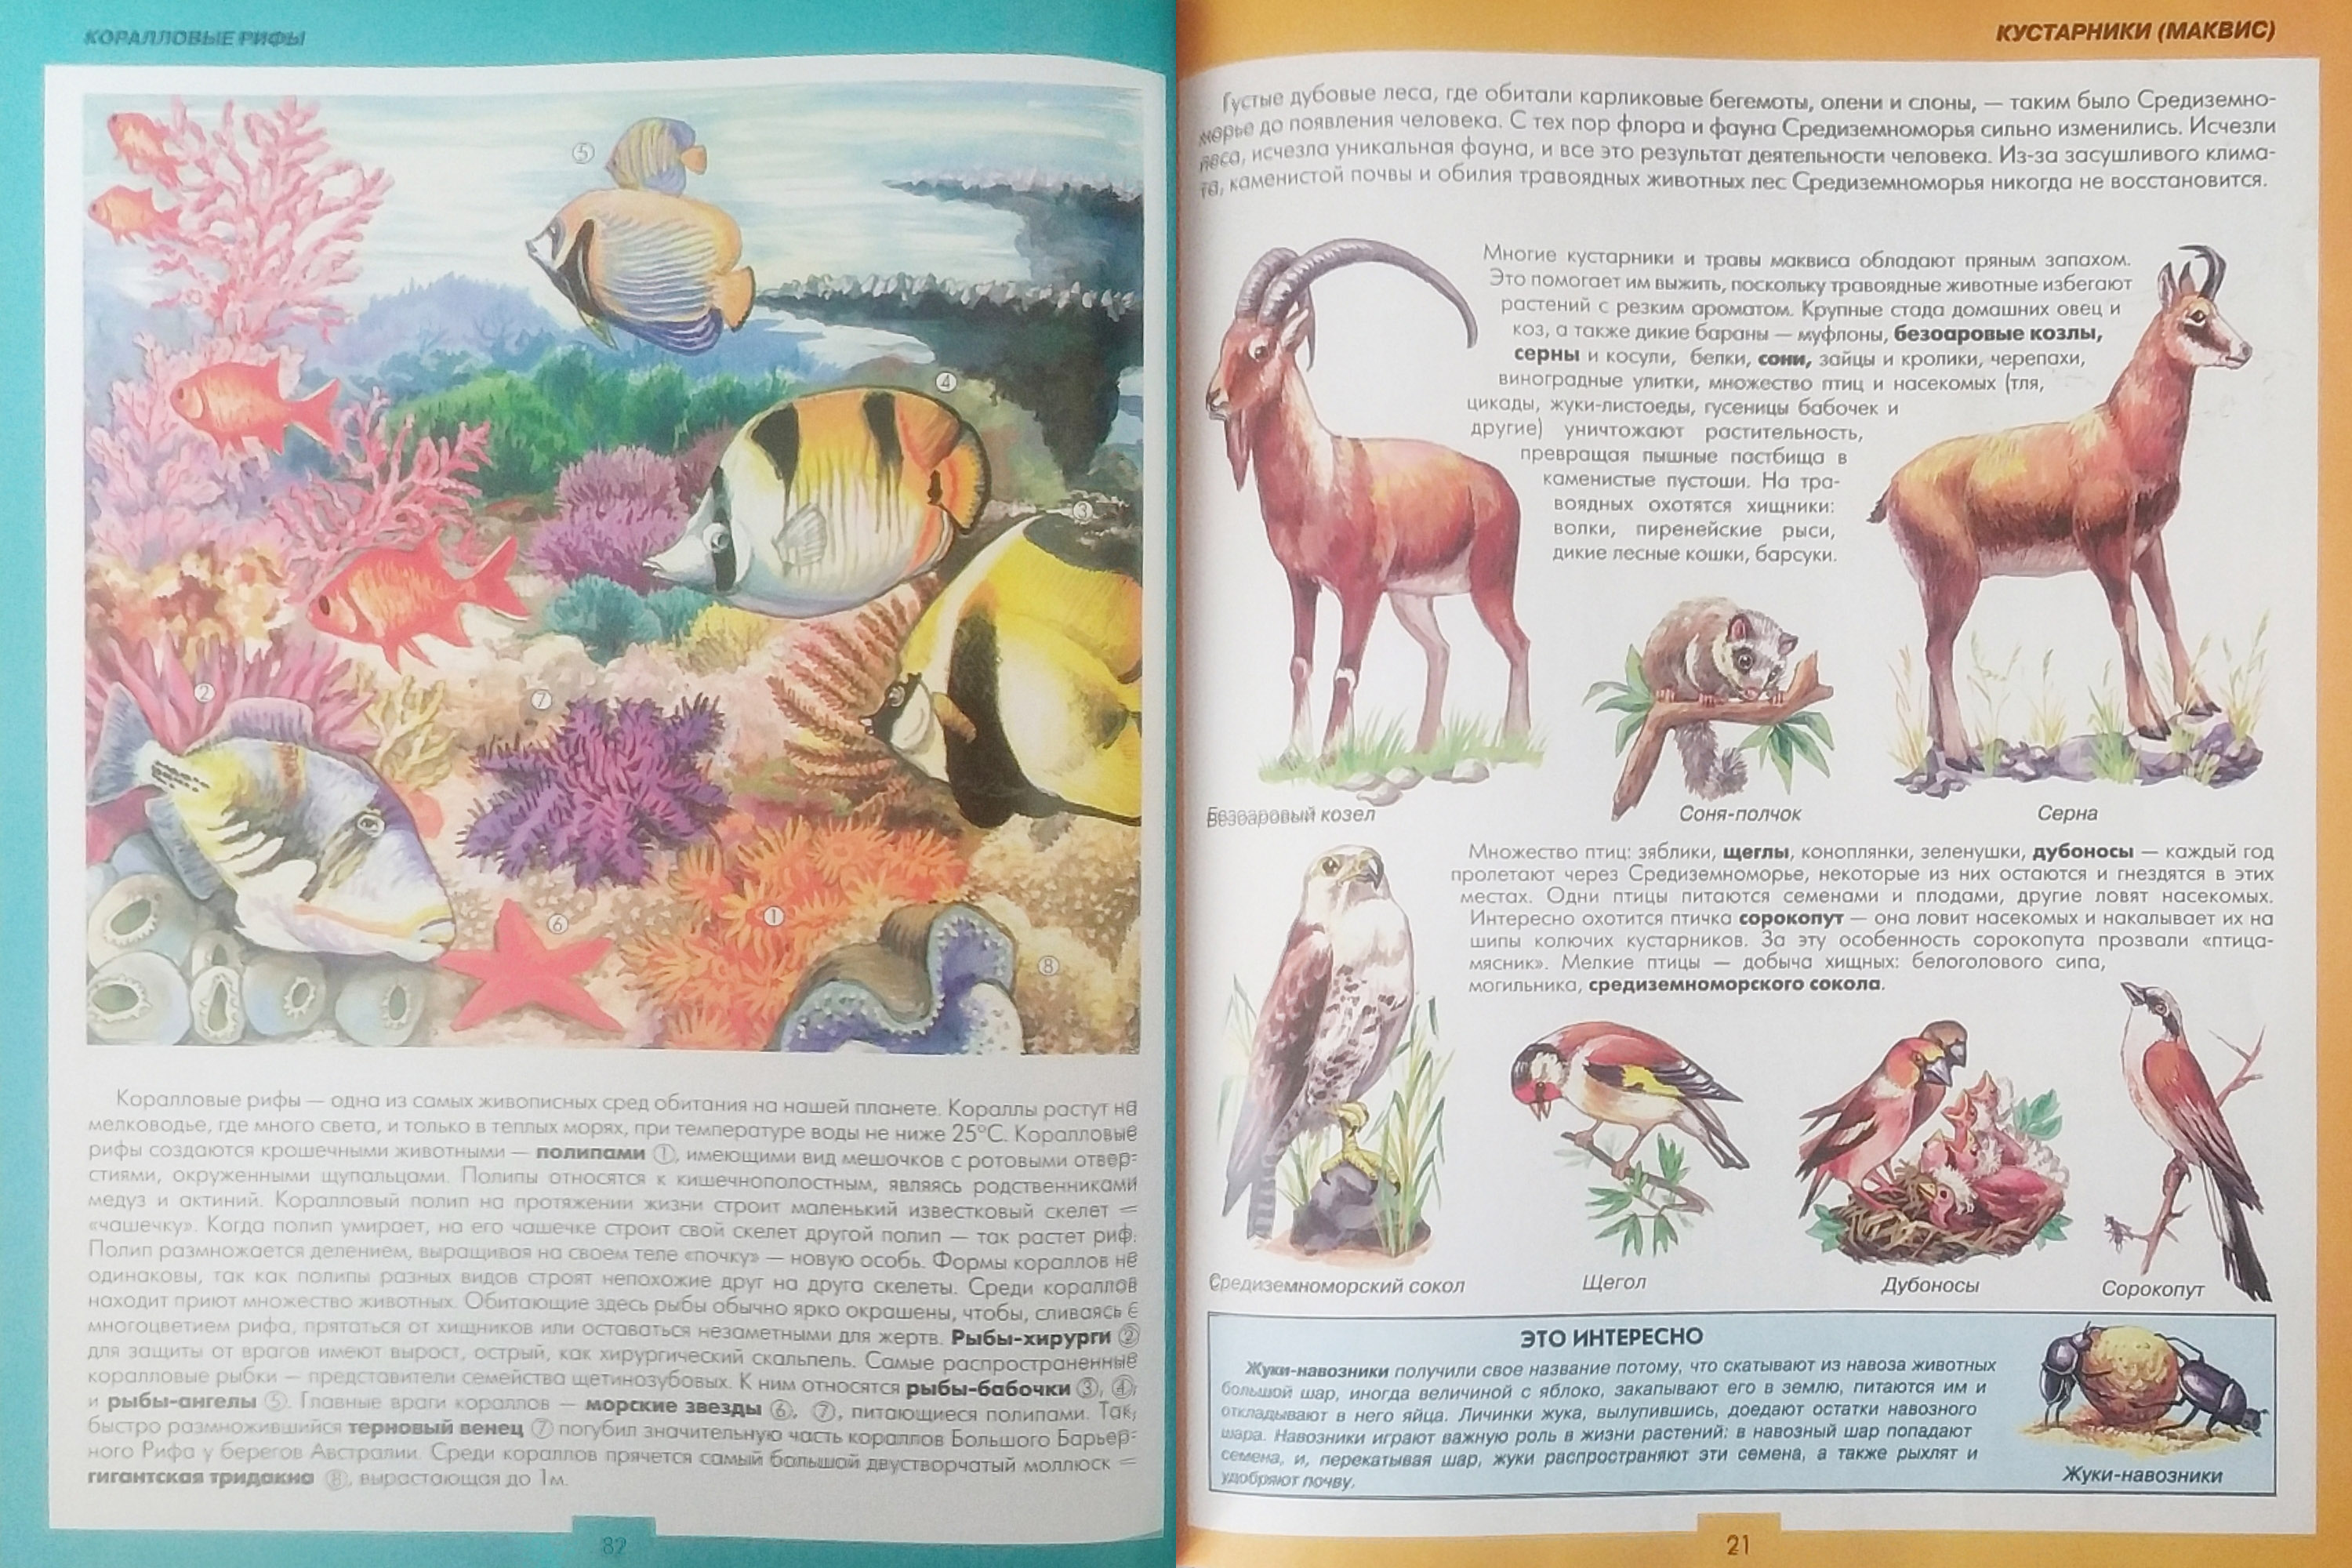 КОРАЛЛОВЫЕ РИФЫ
⑤
④
③
②
⑦
⑥
①
⑧
Коралловые рифы — одна из самых живописных сред обитания на нашей планете. Кораллы растут на
мелководье, где много света, и только в теплых морях, при температуре воды не ниже 25°С. Коралловые
рифы создаются крошечными животными — полипами ①, имеющими вид мешочков с ротовыми отвер-
стиями, окруженными щупальцами. Полипы относятся к кишечнополостным, являясь родственниками
медуз и актиний. Коралловый полип на протяжении жизни строит маленький известковый скелет —
«чашечку». Когда полип умирает, на его чашечке строит свой скелет другой полип — так растет риф.
Полип размножается делением, выращивая на своем теле «почку» — новую особь. Формы кораллов не
одинаковы, так как полипы разных видов строят непохожие друг на друга скелеты. Среди кораллов
находит приют множество животных. Обитающие здесь рыбы обычно ярко окрашены, чтобы, сливаясь с
многоцветием рифа, прятаться от хищников или оставаться незаметными для жертв. Рыбы-хирурги ②
для защиты от врагов имеют вырост, острый, как хирургический скальпель. Самые распространенные
коралловые рыбки — представители семейства щетинозубовых. К ним относятся рыбы-бабочки ③, ④,
и рыбы-ангелы ⑤. Главные враги кораллов — морские звезды ⑥, ⑦, питающиеся полипами. Так,
быстро размножившийся терновый венец ⑦ погубил значительную часть кораллов Большого Барьер-
ного Рифа у берегов Австралии. Среди кораллов прячется самый большой двустворчатый моллюск —
гигантская тридакна ⑧, вырастающая до 1м.
82
КУСТАРНИКИ (МАКВИС)
Густые дубовые леса, где обитали карликовые бегемоты, олени и слоны, — таким было Средиземно-
морье до появления человека. С тех пор флора и фауна Средиземноморья сильно изменились. Исчезли
леса, исчезла уникальная фауна, и все это результат деятельности человека. Из-за засушливого клима-
та, каменистой почвы и обилия травоядных животных лес Средиземноморья никогда не восстановится.
Многие кустарники и травы маквиса обладают пряным запахом.
Это помогает им выжить, поскольку травоядные животные избегают
растений с резким ароматом. Крупные стада домашних овец и
коз, а также дикие бараны — муфлоны, безоаровые козлы,
серны и косули, белки, сони, зайцы и кролики, черепахи,
виноградные улитки, множество птиц и насекомых (тля,
цикады, жуки-листоеды, гусеницы бабочек и
другие) уничтожают растительность,
превращая пышные пастбища в
каменистые пустоши. На тра-
воядных охотятся хищники:
волки, пиренейские рыси,
дикие лесные кошки, барсуки.
Безоаровый козел
Соня-полчок
Серна
Множество птиц: зяблики, щеглы, коноплянки, зеленушки, дубоносы — каждый год
пролетают через Средиземноморье, некоторые из них остаются и гнездятся в этих
местах. Одни птицы питаются семенами и плодами, другие ловят насекомых.
Интересно охотится птичка сорокопут — она ловит насекомых и накалывает их на
шипы колючих кустарников. За эту особенность сорокопута прозвали «птица-
мясник». Мелкие птицы — добыча хищных: белоголового сипа,
могильника, средиземноморского сокола.
Средиземноморский сокол
Щегол
Дубоносы
Сорокопут
ЭТО ИНТЕРЕСНО
Жуки-навозники получили свое название потому, что скатывают из навоза животных
большой шар, иногда величиной с яблоко, закапывают его в землю, питаются им и
откладывают в него яйца. Личинки жука, вылупившись, доедают остатки навозного
шара. Навозники играют важную роль в жизни растений: в навозный шар попадают
семена, и, перекатывая шар, жуки распространяют эти семена, а также рыхлят и
удобряют почву.
Жуки-навозники
21